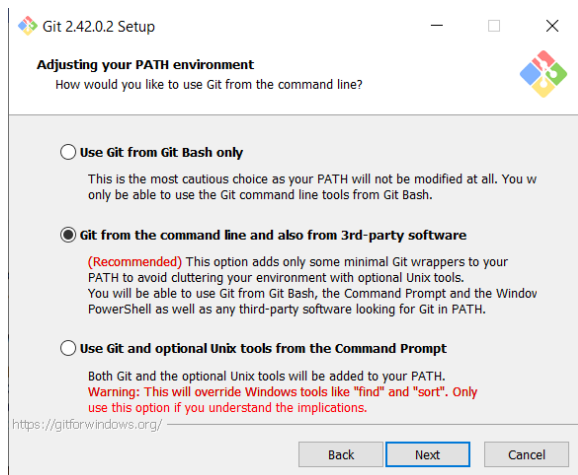 Git 2.42.0.2 Setup
Adjusting your PATH environment
How would you like to use Git from the command line?
Use Git from Git Bash only
This is the most cautious choice as your PATH will not be modified at all. You w
only be able to use the Git command line tools from Git Bash.
Git from the command line and also from 3rd-party software
(Recommended) This option adds only some minimal Git wrappers to your
PATH to avoid cluttering your environment with optional Unix tools.
You will be able to use Git from Git Bash, the Command Prompt and the Window
PowerShell as well as any third-party software looking for Git in PATH.
Use Git and optional Unix tools from the Command Prompt
Both Git and the optional Unix tools will be added to your PATH.
Warning: This will override Windows tools like "find" and "sort". Only
use this option if you understand the implications.
https://gitforwindows.org/
Back Next Cancel